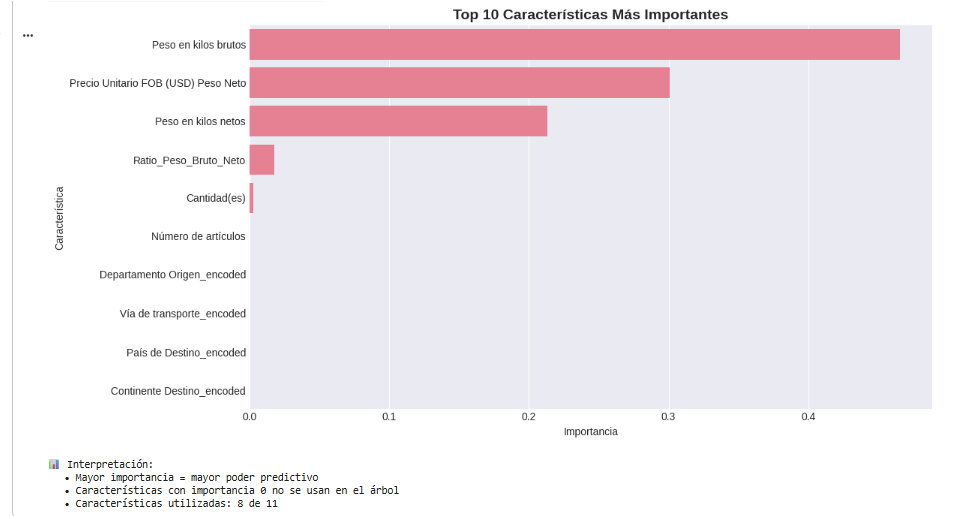 Top 10 Características Más Importantes
...
Característica
Peso en kilos brutos
Precio Unitario FOB (USD) Peso Neto
Peso en kilos netos
Ratio_Peso_Bruto_Neto
Cantidad(es)
Número de artículos
Departamento Origen_encoded
Vía de transporte_encoded
País de Destino_encoded
Continente Destino_encoded
0.0 0.1 0.2 0.3 0.4
Importancia
Interpretación:
• Mayor importancia = mayor poder predictivo
• Características con importancia 0 no se usan en el árbol
• Características utilizadas: 8 de 11